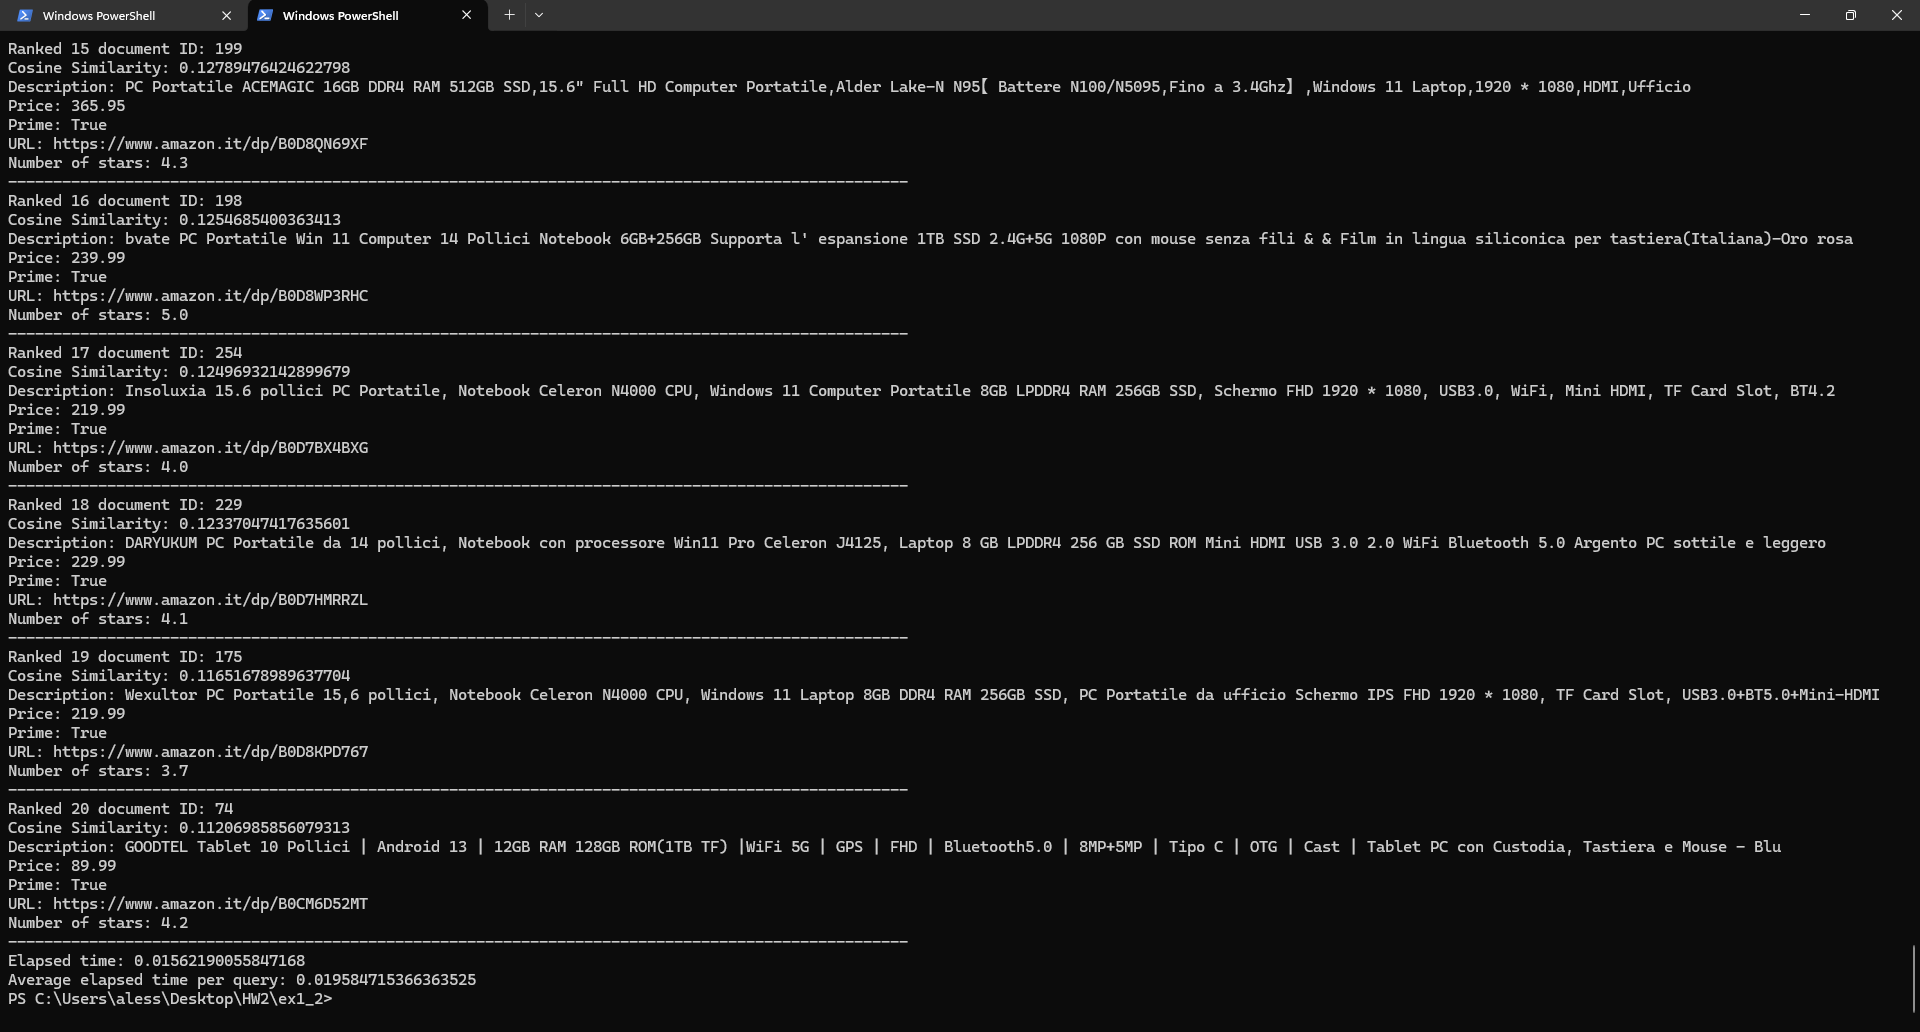 Windows PowerShell
Windows PowerShell
Ranked 15 document ID: 199
Cosine Similarity: 0.12789476424622798
Description: PC Portatile ACEMAGIC 16GB DDR4 RAM 512GB SSD,15.6" Full HD Computer Portatile,Alder Lake-N N95【 Battere N100/N5095,Fino a 3.4Ghz】 ,Windows 11 Laptop,1920 * 1080,HDMI,Ufficio
Price: 365.95
Prime: True
URL: https://www.amazon.it/dp/B0D8QN69XF
Number of stars: 4.3
----------------------------------------------------------------------------------------------------
Ranked 16 document ID: 198
Cosine Similarity: 0.1254685400363413
Description: bvate PC Portatile Win 11 Computer 14 Pollici Notebook 6GB+256GB Supporta l' espansione 1TB SSD 2.4G+5G 1080P con mouse senza fili & & Film in lingua siliconica per tastiera(Italiana)-Oro rosa
Price: 239.99
Prime: True
URL: https://www.amazon.it/dp/B0D8WP3RHC
Number of stars: 5.0
----------------------------------------------------------------------------------------------------
Ranked 17 document ID: 254
Cosine Similarity: 0.12496932142899679
Description: Insoluxia 15.6 pollici PC Portatile, Notebook Celeron N4000 CPU, Windows 11 Computer Portatile 8GB LPDDR4 RAM 256GB SSD, Schermo FHD 1920 * 1080, USB3.0, WiFi, Mini HDMI, TF Card Slot, BT4.2
Price: 219.99
Prime: True
URL: https://www.amazon.it/dp/B0D7BX4BXG
Number of stars: 4.0
----------------------------------------------------------------------------------------------------
Ranked 18 document ID: 229
Cosine Similarity: 0.12337047417635601
Description: DARYUKUM PC Portatile da 14 pollici, Notebook con processore Win11 Pro Celeron J4125, Laptop 8 GB LPDDR4 256 GB SSD ROM Mini HDMI USB 3.0 2.0 WiFi Bluetooth 5.0 Argento PC sottile e leggero
Price: 229.99
Prime: True
URL: https://www.amazon.it/dp/B0D7HMRRZL
Number of stars: 4.1
----------------------------------------------------------------------------------------------------
Ranked 19 document ID: 175
Cosine Similarity: 0.11651678989637704
Description: Wexultor PC Portatile 15,6 pollici, Notebook Celeron N4000 CPU, Windows 11 Laptop 8GB DDR4 RAM 256GB SSD, PC Portatile da ufficio Schermo IPS FHD 1920 * 1080, TF Card Slot, USB3.0+BT5.0+Mini-HDMI
Price: 219.99
Prime: True
URL: https://www.amazon.it/dp/B0D8KPD767
Number of stars: 3.7
----------------------------------------------------------------------------------------------------
Ranked 20 document ID: 74
Cosine Similarity: 0.11206985856079313
Description: GOODTEL Tablet 10 Pollici | Android 13 | 12GB RAM 128GB ROM(1TB TF) |WiFi 5G | GPS | FHD | Bluetooth5.0 | 8MP+5MP | Tipo C | OTG | Cast | Tablet PC con Custodia, Tastiera e Mouse - Blu
Price: 89.99
Prime: True
URL: https://www.amazon.it/dp/B0CM6D52MT
Number of stars: 4.2
----------------------------------------------------------------------------------------------------
Elapsed time: 0.01562190055847168
Average elapsed time per query: 0.019584715366363525
PS C:\Users\aless\Desktop\HW2\ex1_2>